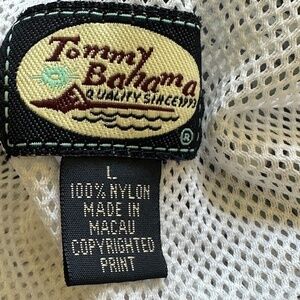 Tommy
Bahama
QUALITY SINCE 1993
®
L
100% NYLON
MADE IN
MACAU
COPYRIGHTED
PRINT